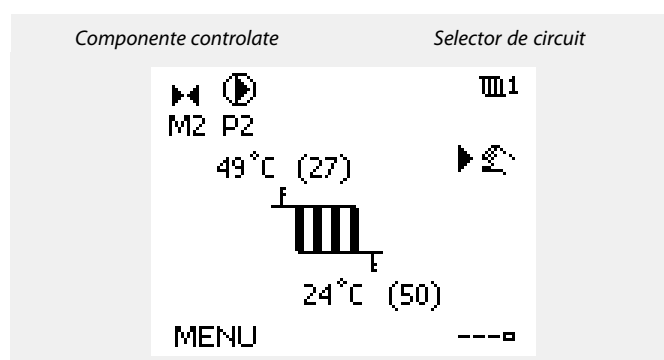 Componente controlate Selector de circuit
1
M2 P2
49°C (27)
24°C (50)
MENU ---